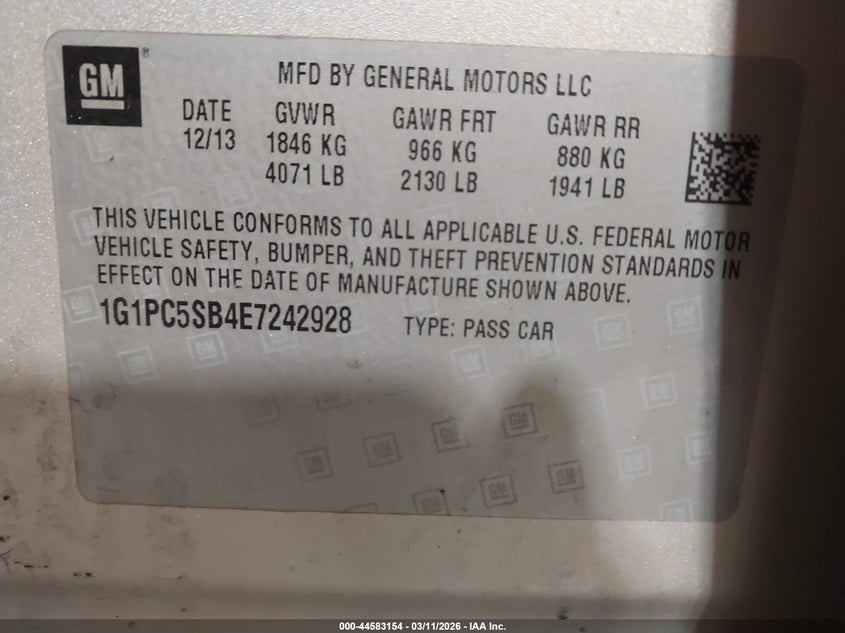 GM
MFD BY GENERAL MOTORS LLC
DATE GVWR GAWR FRT GAWR RR
12/13 1846 KG 966 KG 880 KG
4071 LB 2130 LB 1941 LB
THIS VEHICLE CONFORMS TO ALL APPLICABLE U.S. FEDERAL MOTOR
VEHICLE SAFETY, BUMPER, AND THEFT PREVENTION STANDARDS IN
EFFECT ON THE DATE OF MANUFACTURE SHOWN ABOVE.
1G1PC5SB4E7242928 TYPE: PASS CAR
000-44583154 - 03/11/2026 - IAA Inc.